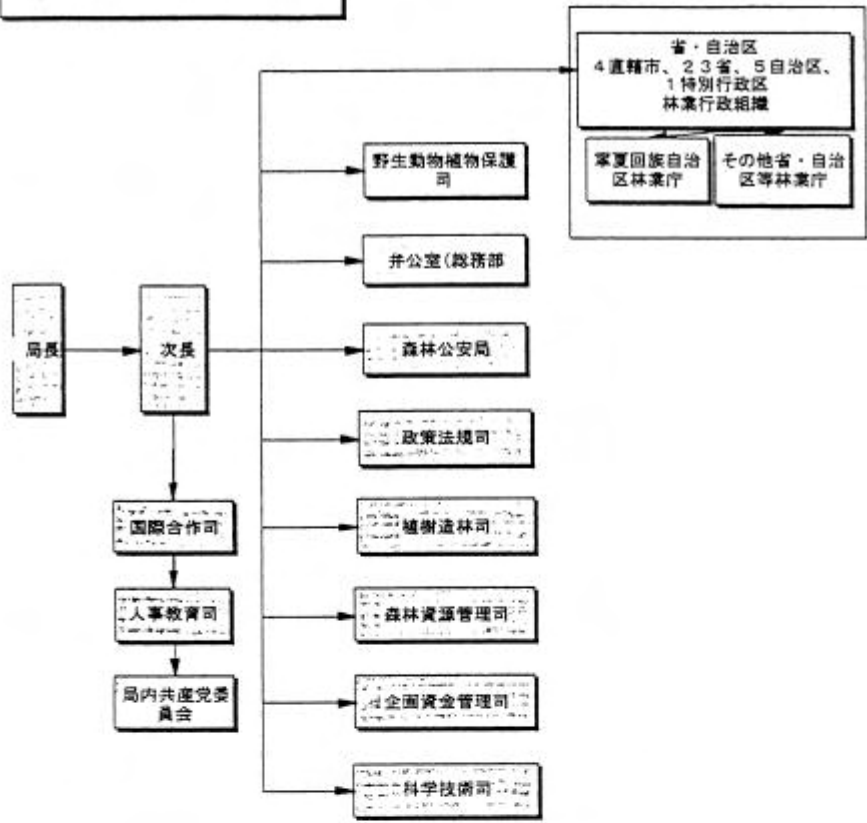 省・自治区
4直轄市、23省、5自治区、
1特別行政区
林業行政組織
寧夏回族自治
区林業庁
その他省・自治
区等林業庁
野生動物植物保護
司
弁公室(総務部
局長
次長
森林公安局
政策法規司
国際合作司
植樹造林司
人事教育司
森林資源管理司
局内共産党委
員会
企画資金管理司
科学技術司